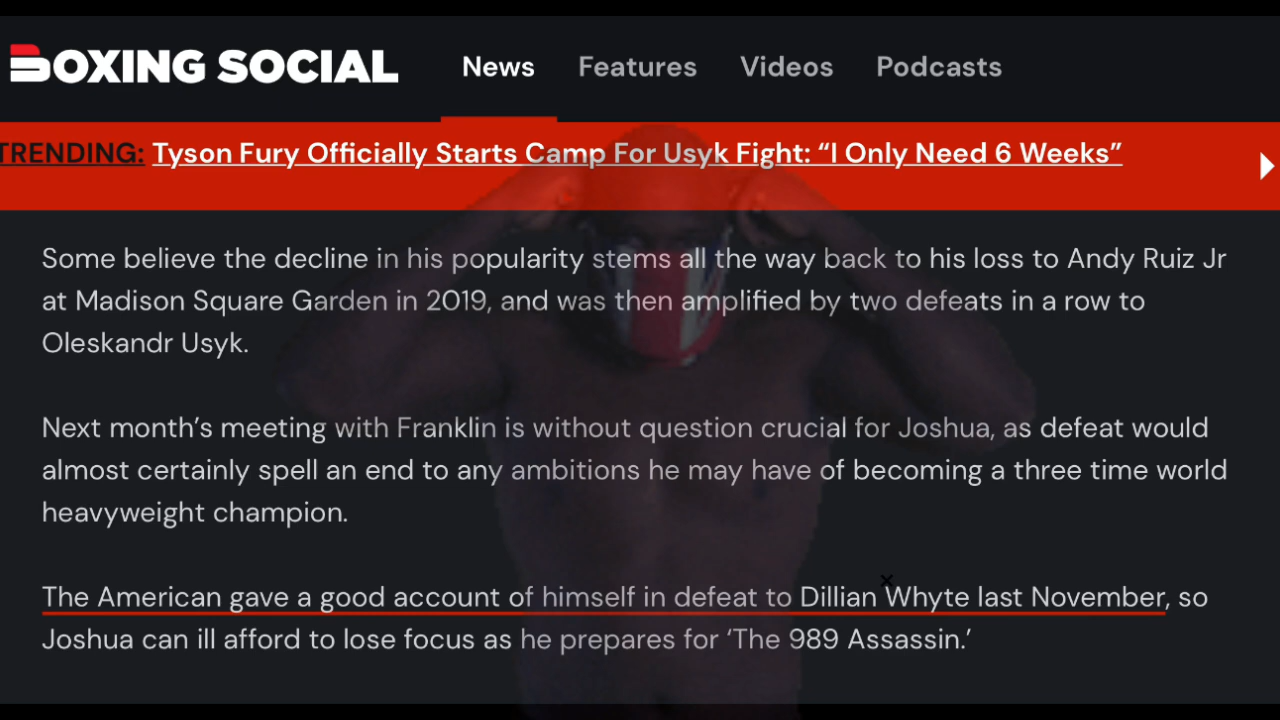 BOXING SOCIAL News Features Videos Podcasts
TRENDING: Tyson Fury Officially Starts Camp For Usyk Fight: “I Only Need 6 Weeks”
Some believe the decline in his popularity stems all the way back to his loss to Andy Ruiz Jr
at Madison Square Garden in 2019, and was then amplified by two defeats in a row to
Oleskandr Usyk.
Next month’s meeting with Franklin is without question crucial for Joshua, as defeat would
almost certainly spell an end to any ambitions he may have of becoming a three time world
heavyweight champion.
The American gave a good account of himself in defeat to Dillian Whyte last November, so
Joshua can ill afford to lose focus as he prepares for ‘The 989 Assassin.’